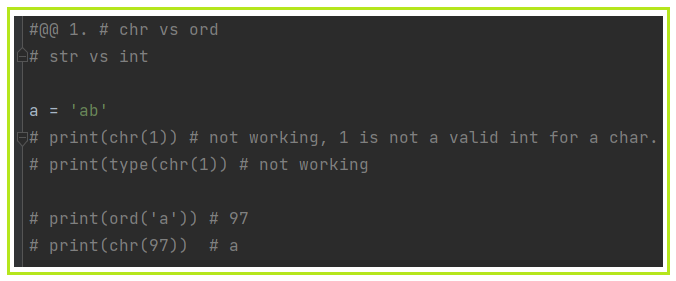 #@@ 1. # chr vs ord
# str vs int
a = 'ab'
# print(chr(1)) # not working, 1 is not a valid int for a char.
# print(type(chr(1)) # not working
# print(ord('a')) # 97
# print(chr(97))  # a